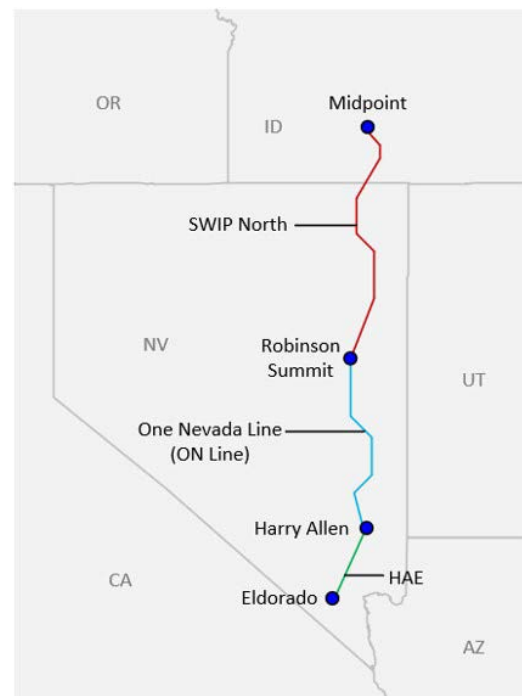 OR
Midpoint
ID
SWIP North
NV
Robinson
Summit
UT
One Nevada Line
(ON Line)
Harry Allen
CA
HAE
Eldorado
AZ